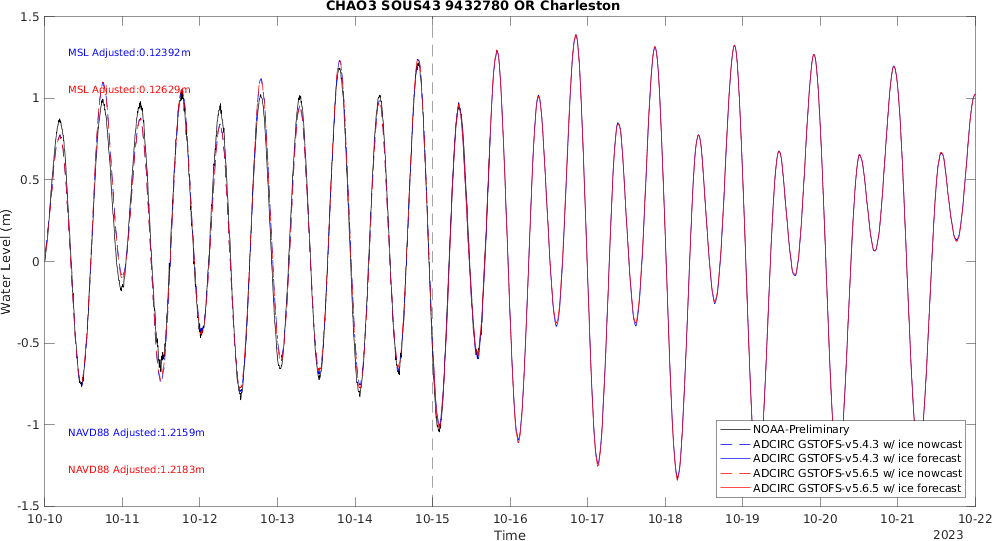 CHAO3 SOUS43 9432780 OR Charleston
1.5
1
0.5
0
-0.5
-1
-1.5
Water Level (m)
MSL Adjusted:0.12392m
MSL Adjusted:0.12629m
NAVD88 Adjusted:1.2159m
NAVD88 Adjusted:1.2183m
NOAA-Preliminary
ADCIRC GSTOFS-v5.4.3 w/ ice nowcast
ADCIRC GSTOFS-v5.4.3 w/ ice forecast
ADCIRC GSTOFS-v5.6.5 w/ ice nowcast
ADCIRC GSTOFS-v5.6.5 w/ ice forecast
10-10 10-11 10-12 10-13 10-14 10-15 10-16 10-17 10-18 10-19 10-20 10-21 10-22
Time
2023